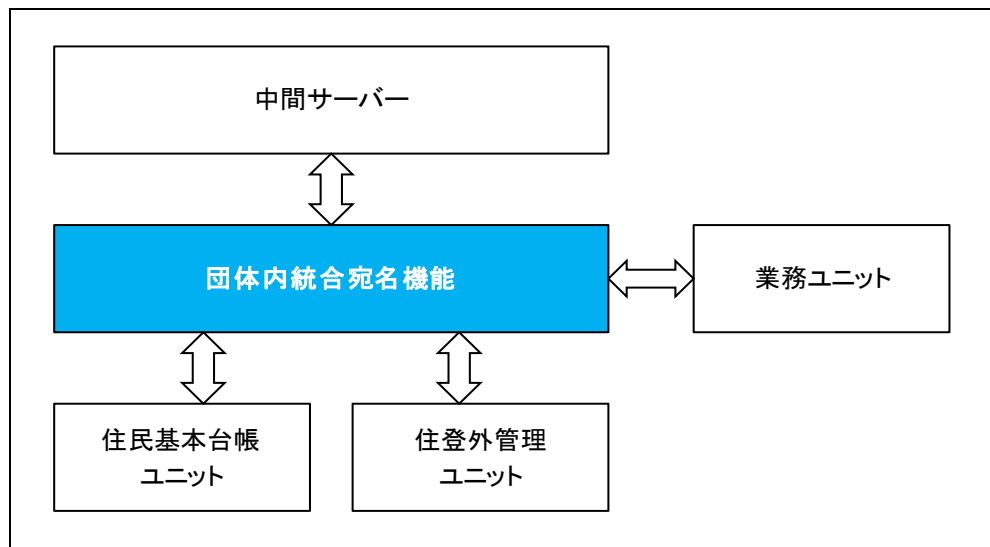 中間サーバー
団体内統合宛名機能
業務ユニット
住民基本台帳
ユニット
住登外管理
ユニット